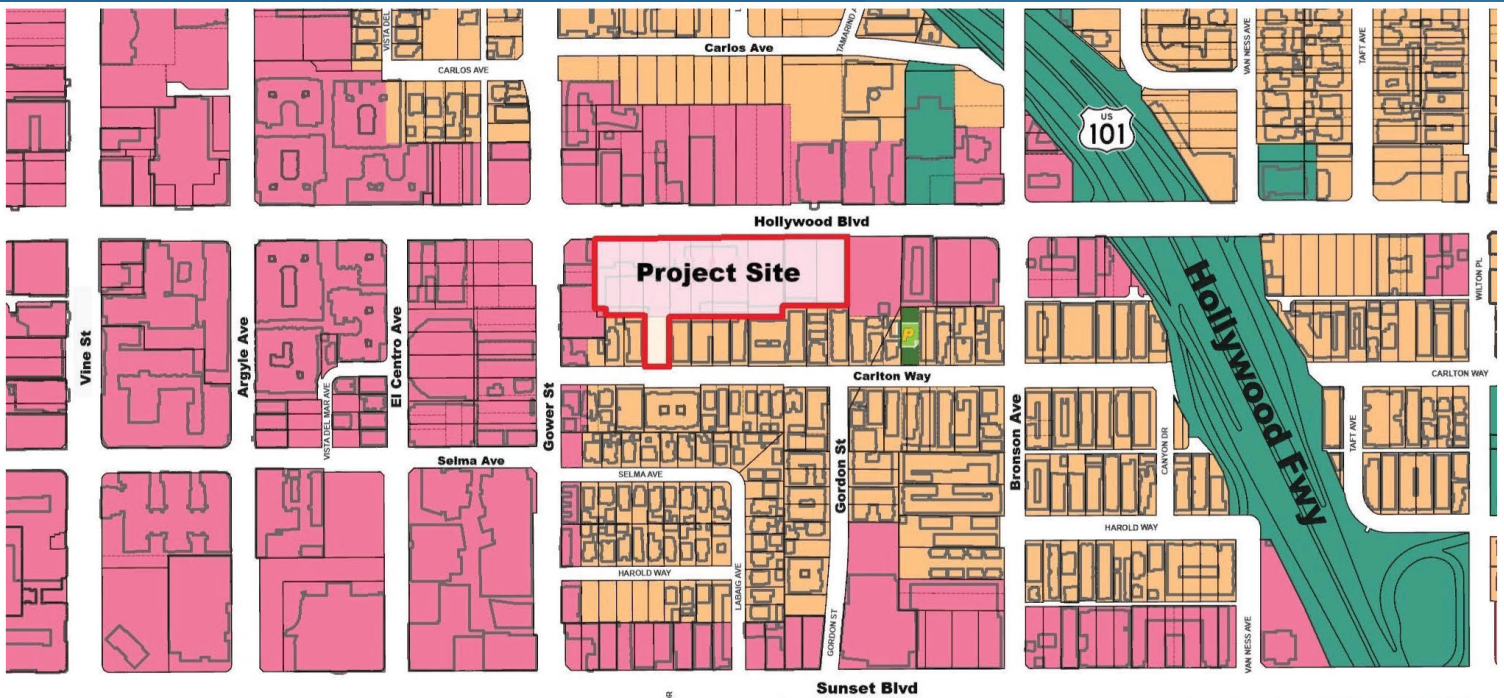 VISTA DEL
TAMARIND A
Carlos Ave
CARLOS AVE
VAN NESS AVE
TAFT AVE
US
101
Hollywood Blvd
Project Site
Hollywood Fwy
WILTON PL
Vine St
Argyle Ave
El Centro Ave
VISTA DEL MAR AVE
Gower St
P
Carlton Way
CARLTON WAY
Selma Ave
SELMA AVE
Gordon St
Bronson Ave
CANYON DR
TAFT AVE
HAROLD WAY
HAROLD WAY
LABAIG AVE
GORDON ST
VAN NESS AVE
Sunset Blvd